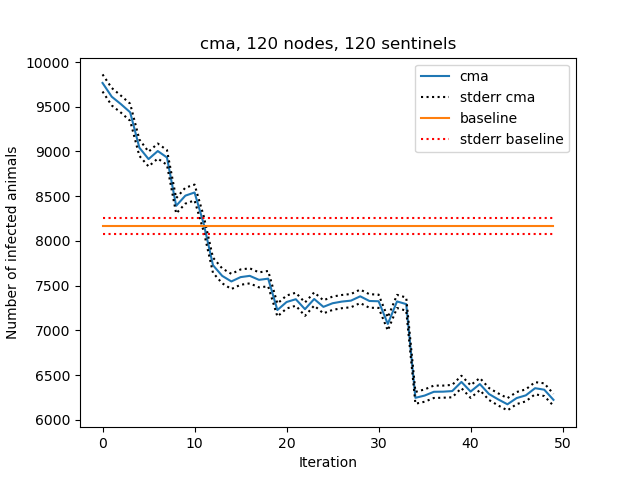 cma, 120 nodes, 120 sentinels
cma
stderr cma
baseline
stderr baseline
Number of infected animals
10000
9500
9000
8500
8000
7500
7000
6500
6000
0 10 20 30 40 50
Iteration